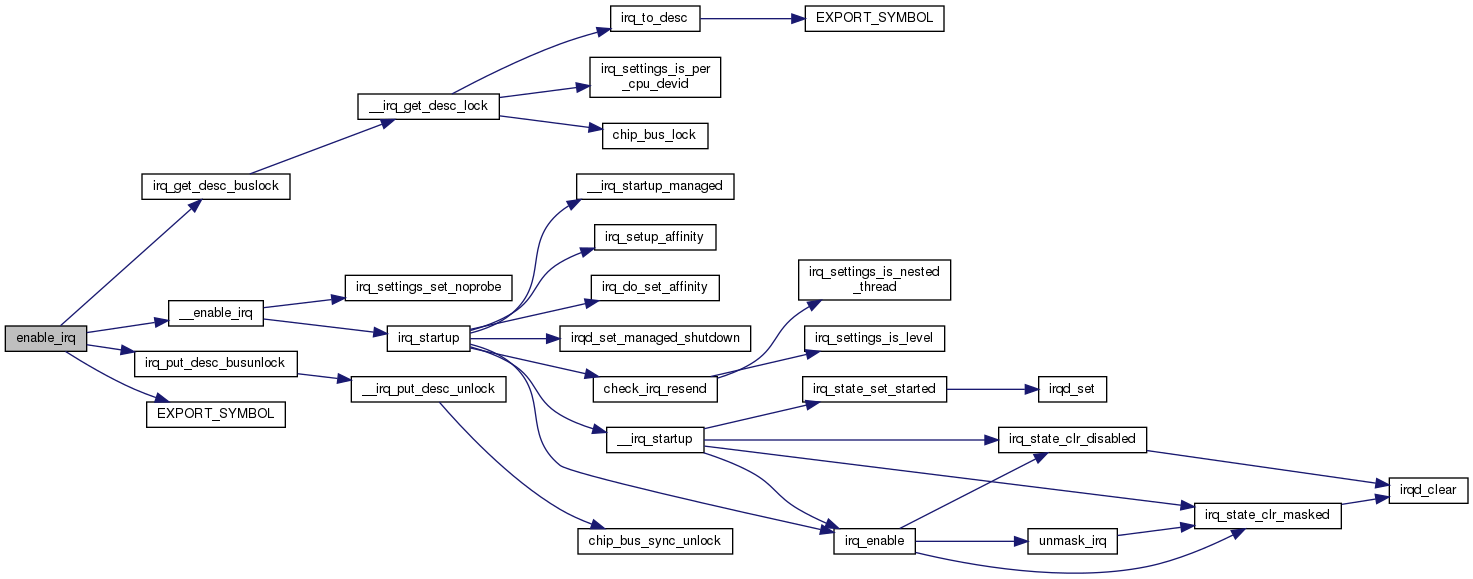 irq_to_desc
EXPORT_SYMBOL
irq_settings_is_per
_cpu_devid
__irq_get_desc_lock
chip_bus_lock
irq_get_desc_buslock
__irq_startup_managed
irq_setup_affinity
irq_settings_is_nested
_thread
irq_settings_set_noprobe
irq_do_set_affinity
__enable_irq
enable_irq
irq_startup
irqd_set_managed_shutdown
irq_settings_is_level
irq_put_desc_busunlock
__irq_put_desc_unlock
check_irq_resend
irq_state_set_started
irqd_set
EXPORT_SYMBOL
__irq_startup
irq_state_clr_disabled
irqd_clear
irq_state_clr_masked
chip_bus_sync_unlock
irq_enable
unmask_irq